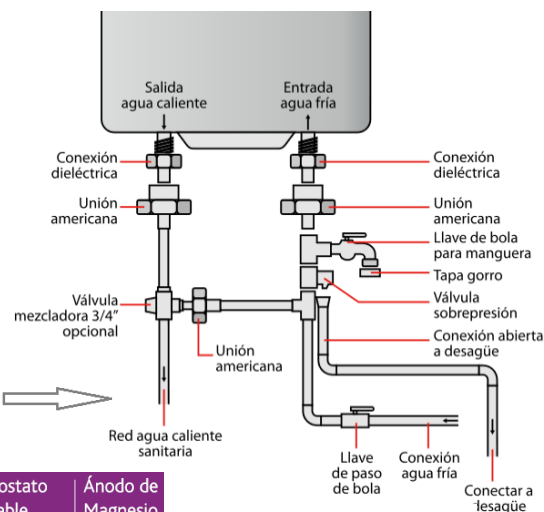 Salida
agua caliente
Entrada
agua fría
Conexión
dieléctrica
Conexión
dieléctrica
Unión
americana
Unión
americana
Llave de bola
para manguera
Tapa gorro
Válvula
mezcladora 3/4"
opcional
Válvula
sobrepresión
Conexión abierta
a desagüe
Unión
americana
Red agua caliente
sanitaria
Llave
de paso
de bola
Conexión
agua fría
Conectar a
desagüe
Ánodo de
Magnesio